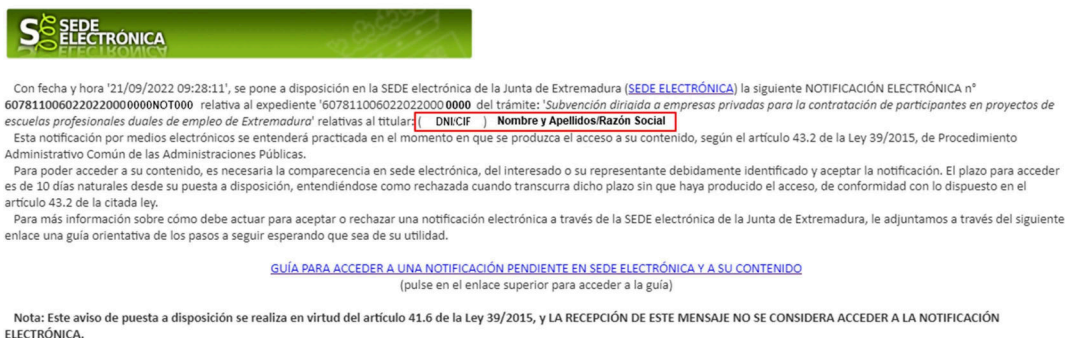 SEDE
ELECTRÓNICA
Con fecha y hora '21/09/2022 09:28:11', se pone a disposición en la SEDE electrónica de la Junta de Extremadura (SEDE ELECTRÓNICA) la siguiente NOTIFICACIÓN ELECTRÓNICA n°
6078110060220220000000NOT000 relativa al expediente '607811006022022000 0000 del trámite: 'Subvención dirigida a empresas privadas para la contratación de participantes en proyectos de
escuelas profesionales duales de empleo de Extremadura' relativas al titular: ( DNI/CIF ) Nombre y Apellidos/Razón Social
Esta notificación por medios electrónicos se entenderá practicada en el momento en que se produzca el acceso a su contenido, según el artículo 43.2 de la Ley 39/2015, de Procedimiento
Administrativo Común de las Administraciones Públicas.
Para poder acceder a su contenido, es necesaria la comparecencia en sede electrónica, del interesado o su representante debidamente identificado y aceptar la notificación. El plazo para acceder
es de 10 días naturales desde su puesta a disposición, entendiéndose como rechazada cuando transcurra dicho plazo sin que haya producido el acceso, de conformidad con lo dispuesto en el
artículo 43.2 de la citada ley.
Para más información sobre cómo debe actuar para aceptar o rechazar una notificación electrónica a través de la SEDE electrónica de la Junta de Extremadura, le adjuntamos a través del siguiente
enlace una guía orientativa de los pasos a seguir esperando que sea de su utilidad.
GUÍA PARA ACCEDER A UNA NOTIFICACIÓN PENDIENTE EN SEDE ELECTRÓNICA Y A SU CONTENIDO
(pulse en el enlace superior para acceder a la guía)
Nota: Este aviso de puesta a disposición se realiza en virtud del artículo 41.6 de la Ley 39/2015, y LA RECEPCIÓN DE ESTE MENSAJE NO SE CONSIDERA ACCEDER A LA NOTIFICACIÓN
ELECTRÓNICA.